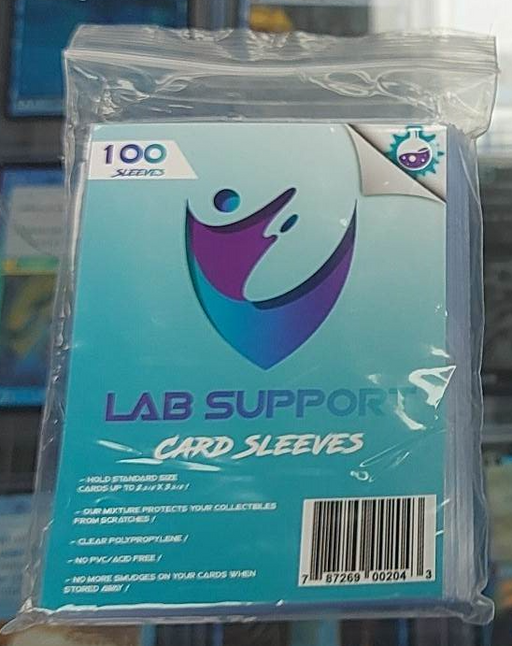 100
SLEEVES
LAB SUPPORT
CARD SLEEVES
- HOLD STANDARD SIZE
CARDS UP TO
- OUR MIXTURE PROTECTS YOUR COLLECTIBLES
FROM SCRATCHES /
- CLEAR POLYPROPYLENE /
- NO PVC/ACID FREE /
- NO MORE SMUDGES ON YOUR CARDS WHEN
STORED AWAY /
7 87269 00204 3